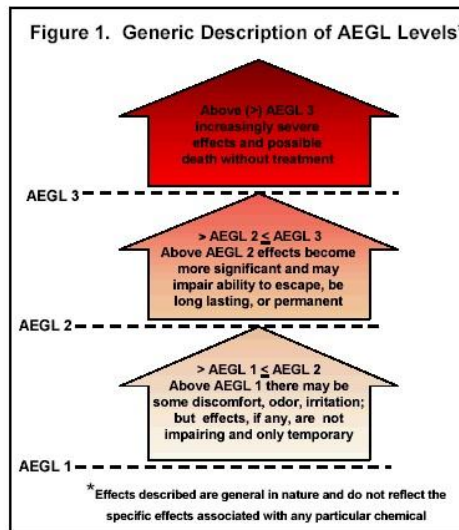 Figure 1. Generic Description of AEGL Levels*
Above (>) AEGL 3
increasingly severe
effects and possible
death without treatment
AEGL 3
> AEGL 2 ≤ AEGL 3
Above AEGL 2 effects become
more significant and may
impair ability to escape, be
long lasting, or permanent
AEGL 2
> AEGL 1 ≤ AEGL 2
Above AEGL 1 there may be
some discomfort, odor, irritation;
but effects, if any, are not
impairing and only temporary
AEGL 1
*Effects described are general in nature and do not reflect the
specific effects associated with any particular chemical